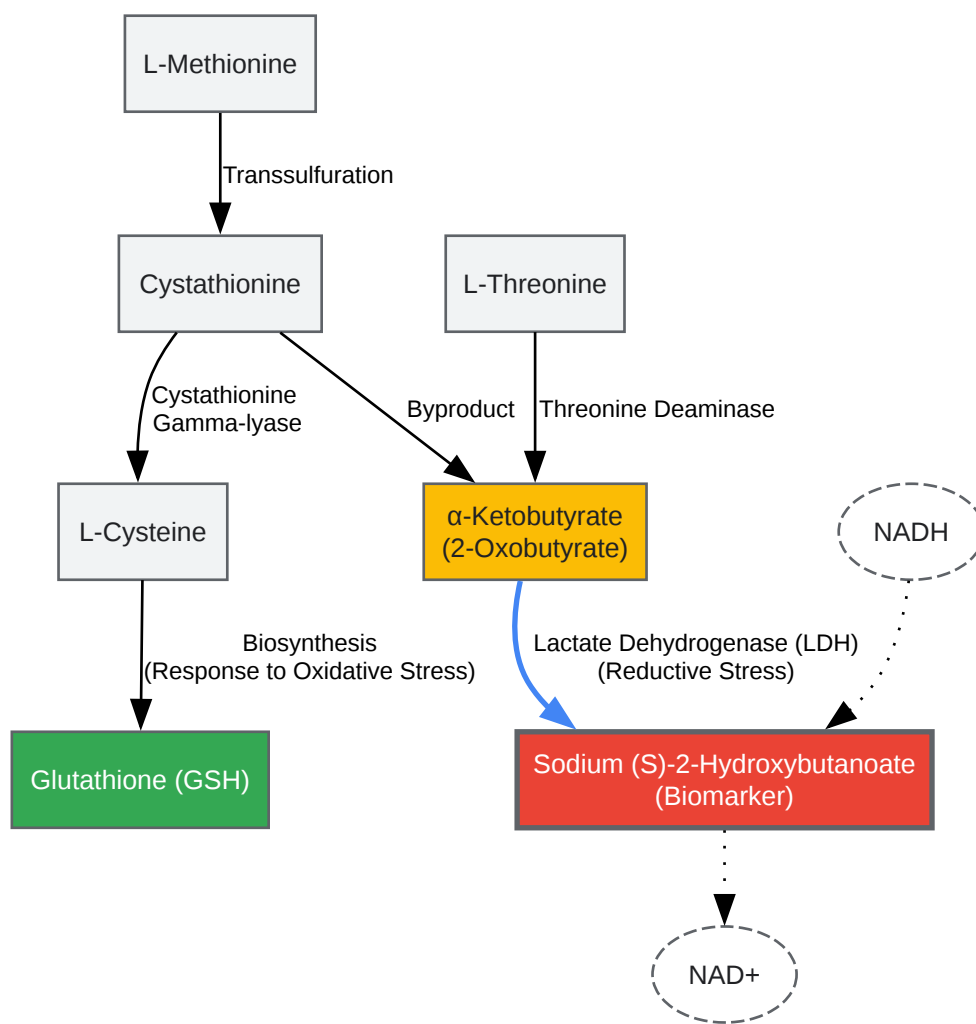 L-Methionine
Transsulfuration
Cystathionine
L-Threonine
Cystathionine
Gamma-lyase
Byproduct
Threonine Deaminase
L-Cysteine
α-Ketobutyrate
(2-Oxobutyrate)
NADH
Biosynthesis
(Response to Oxidative Stress)
Lactate Dehydrogenase (LDH)
(Reductive Stress)
Glutathione (GSH)
Sodium (S)-2-Hydroxybutanoate
(Biomarker)
NAD+